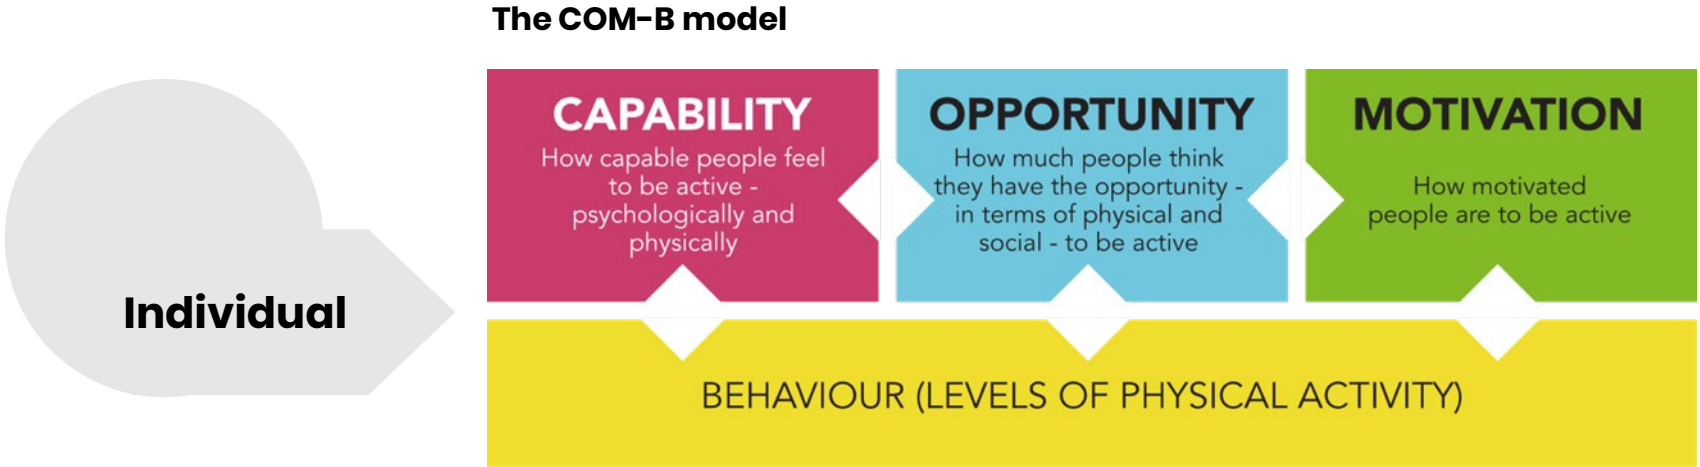 The COM-B model
Individual
CAPABILITY
How capable people feel
to be active -
psychologically and
physically
OPPORTUNITY
How much people think
they have the opportunity -
in terms of physical and
social - to be active
MOTIVATION
How motivated
people are to be active
BEHAVIOUR (LEVELS OF PHYSICAL ACTIVITY)